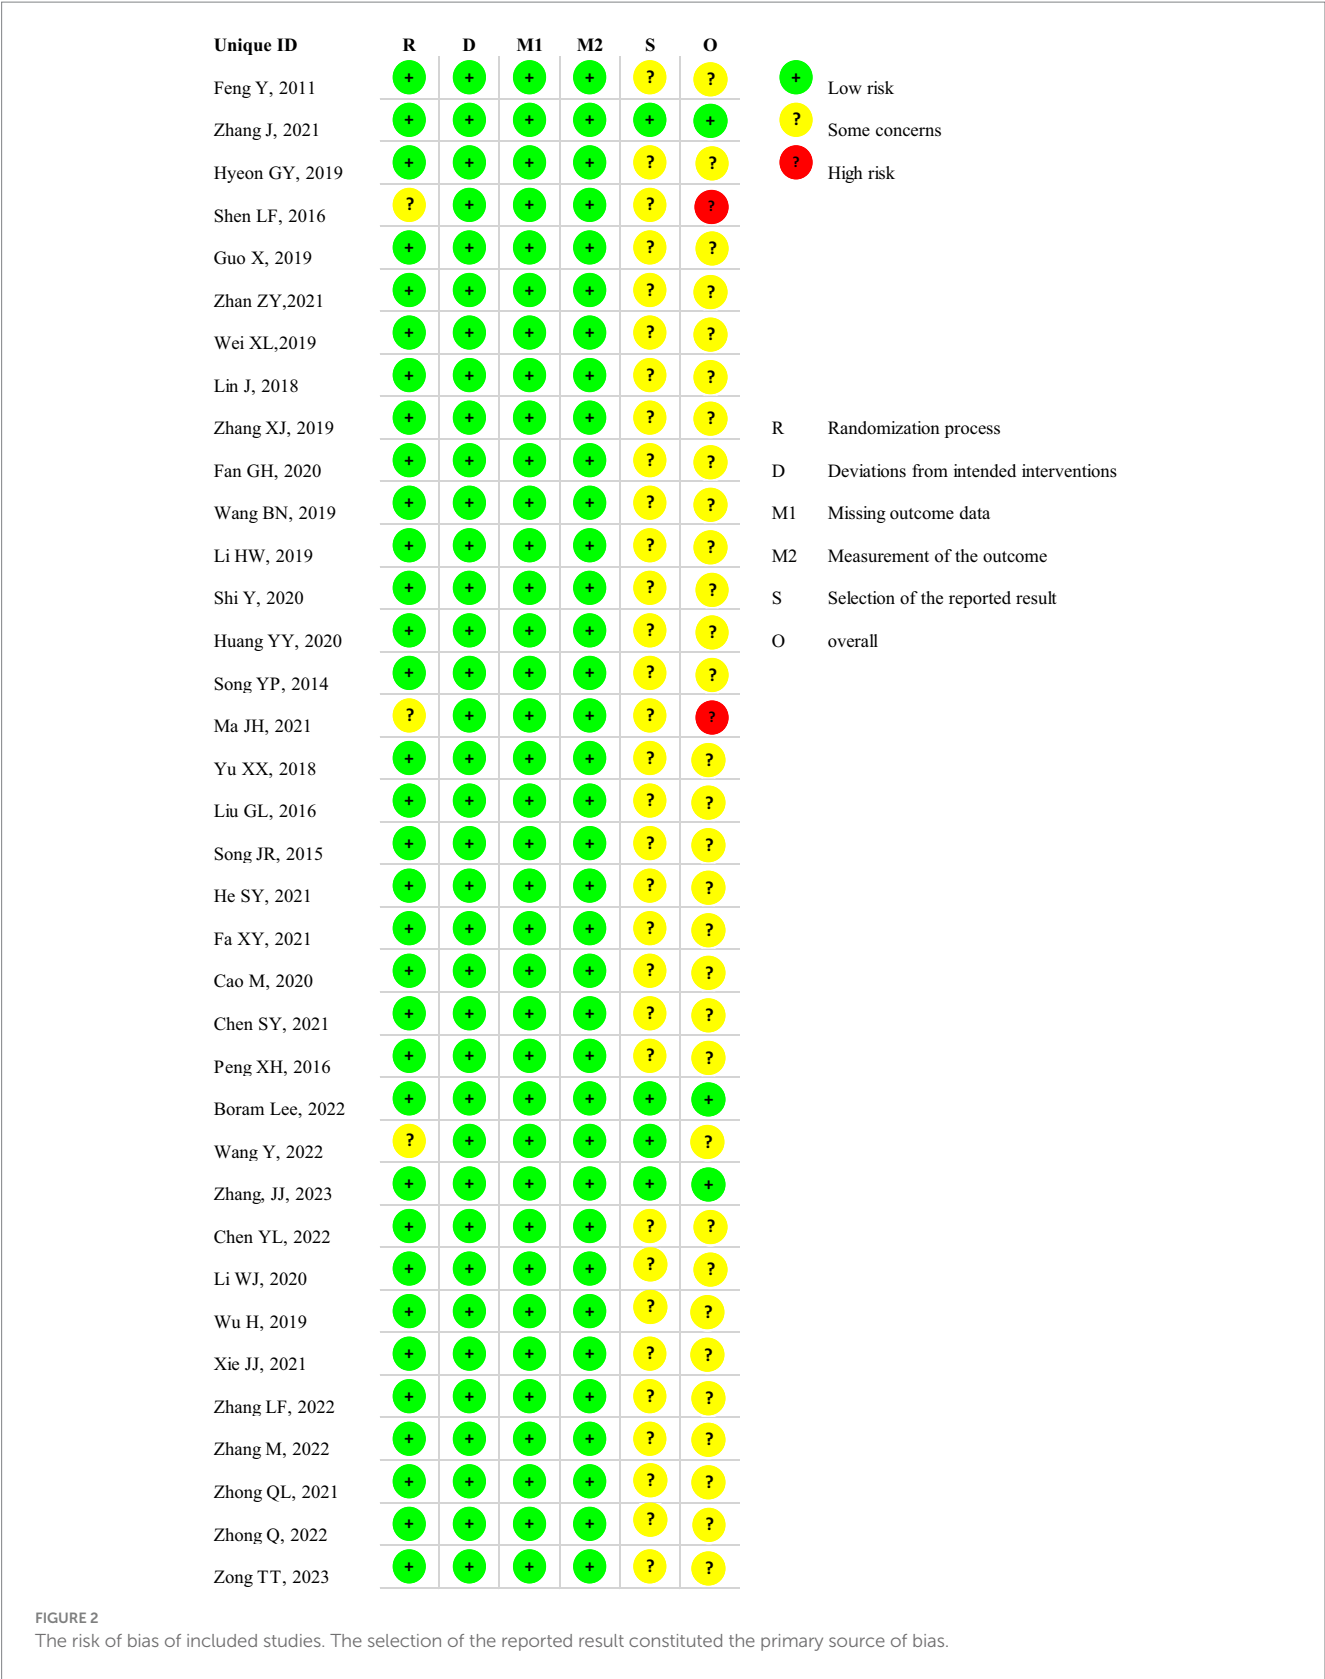 Unique ID R D M1 M2 S O
Feng Y, 2011 + + + + ? ?
Zhang J, 2021 + + + + + +
Hyeon GY, 2019 + + + + ? ?
Shen LF, 2016 ? + + + ? ?
Guo X, 2019 + + + + ? ?
Zhan ZY,2021 + + + + ? ?
Wei XL,2019 + + + + ? ?
Lin J, 2018 + + + + ? ?
Zhang XJ, 2019 + + + + ? ?
Fan GH, 2020 + + + + ? ?
Wang BN, 2019 + + + + ? ?
Li HW, 2019 + + + + ? ?
Shi Y, 2020 + + + + ? ?
Huang YY, 2020 + + + + ? ?
Song YP, 2014 + + + + ? ?
Ma JH, 2021 ? + + + ? ?
Yu XX, 2018 + + + + ? ?
Liu GL, 2016 + + + + ? ?
Song JR, 2015 + + + + ? ?
He SY, 2021 + + + + ? ?
Fa XY, 2021 + + + + ? ?
Cao M, 2020 + + + + ? ?
Chen SY, 2021 + + + + ? ?
Peng XH, 2016 + + + + ? ?
Boram Lee, 2022 + + + + + +
Wang Y, 2022 ? + + + + ?
Zhang, JJ, 2023 + + + + + +
Chen YL, 2022 + + + + ? ?
Li WJ, 2020 + + + + ? ?
Wu H, 2019 + + + + ? ?
Xie JJ, 2021 + + + + ? ?
Zhang LF, 2022 + + + + ? ?
Zhang M, 2022 + + + + ? ?
Zhong QL, 2021 + + + + ? ?
Zhong Q, 2022 + + + + ? ?
Zong TT, 2023 + + + + ? ?
+ Low risk
? Some concerns
? High risk
R Randomization process
D Deviations from intended interventions
M1 Missing outcome data
M2 Measurement of the outcome
S Selection of the reported result
O overall
FIGURE 2
The risk of bias of included studies. The selection of the reported result constituted the primary source of bias.